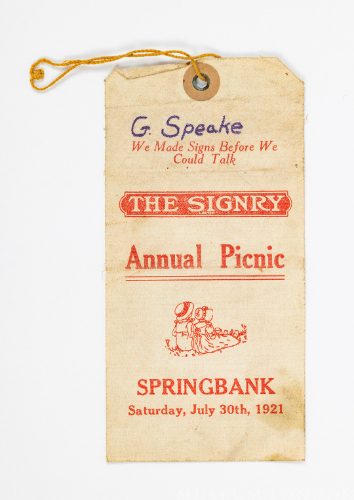 G. Speake
We Made Signs Before We
Could Talk
THE SIGNRY
Annual Picnic
SPRINGBANK
Saturday, July 30th, 1921